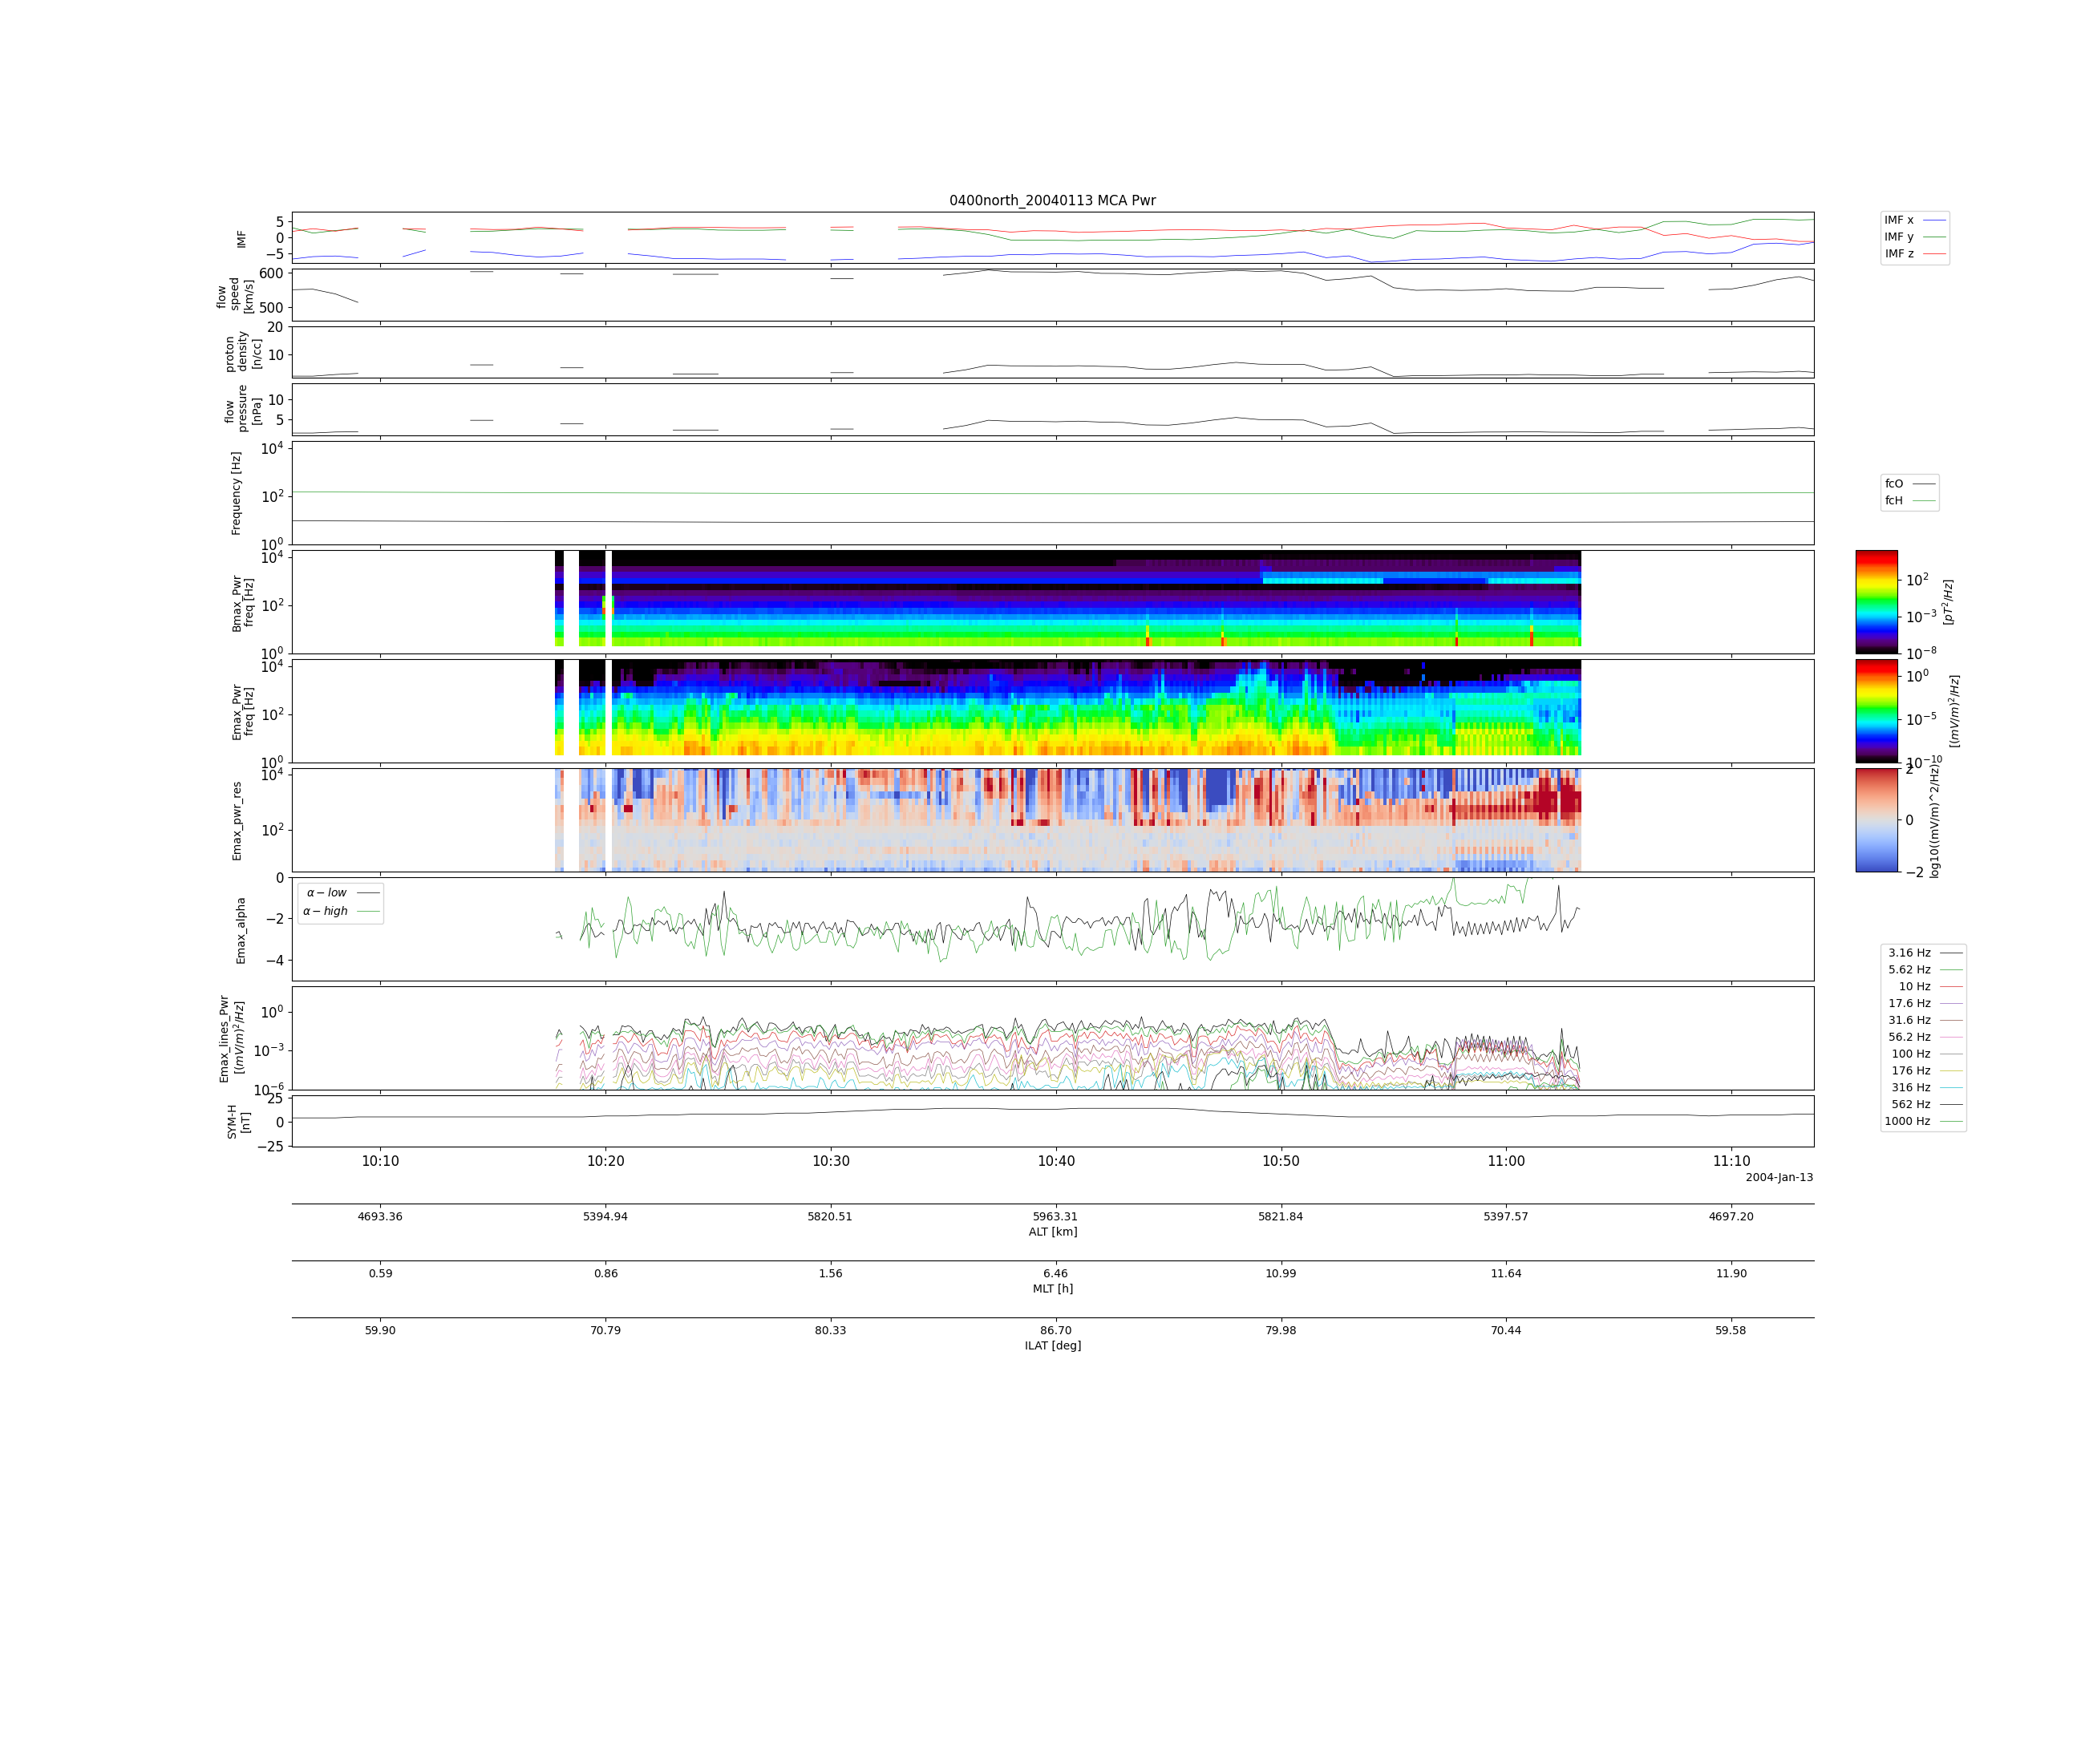 0400north_20040113 MCA Pwr
5
0
−5
IMF
IMF x
IMF y
IMF z
600
500
flow
speed
[km/s]
20
10
proton
density
[n/cc]
10
5
flow
pressure
[nPa]
10^4
10^2
10^0
Frequency [Hz]
fcO
fcH
10^4
10^2
10^0
Bmax_Pwr
freq [Hz]
10^2
10^−3
10^−8
[pT^2/Hz]
10^4
10^2
10^0
Emax_Pwr
freq [Hz]
10^0
10^−5
10^−10
[(mV/m)^2/Hz]
10^4
10^2
Emax_pwr_res
2
0
−2
log10((mV/m)^2/Hz)
0
−2
−4
Emax_alpha
α − low
α − high
10^0
10^−3
10^−6
Emax_lines_Pwr
[(mV/m)^2/Hz]
3.16 Hz
5.62 Hz
10 Hz
17.6 Hz
31.6 Hz
56.2 Hz
100 Hz
176 Hz
316 Hz
562 Hz
1000 Hz
25
0
−25
SYM-H
[nT]
10:10 10:20 10:30 10:40 10:50 11:00 11:10
2004-Jan-13
4693.36 5394.94 5820.51 5963.31 5821.84 5397.57 4697.20
ALT [km]
0.59 0.86 1.56 6.46 10.99 11.64 11.90
MLT [h]
59.90 70.79 80.33 86.70 79.98 70.44 59.58
ILAT [deg]